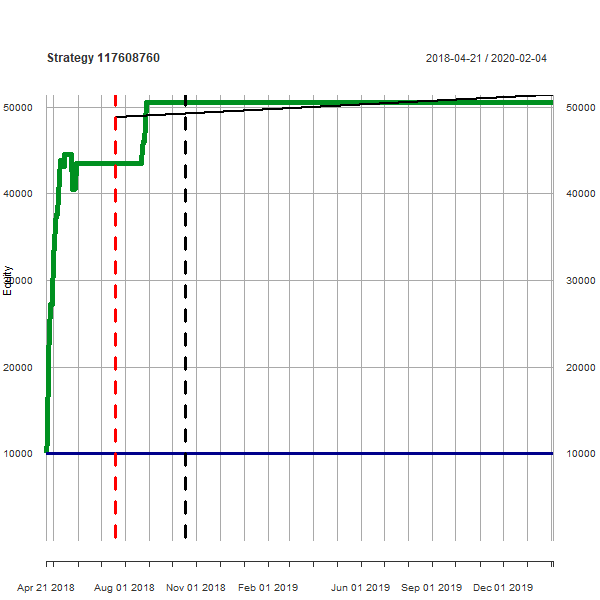 Strategy 117608760 2018-04-21 / 2020-02-04
50000 50000
40000 40000
30000 30000
Equity
20000 20000
10000 10000
Apr 21 2018 Aug 01 2018 Nov 01 2018 Feb 01 2019 Jun 01 2019 Sep 01 2019 Dec 01 2019